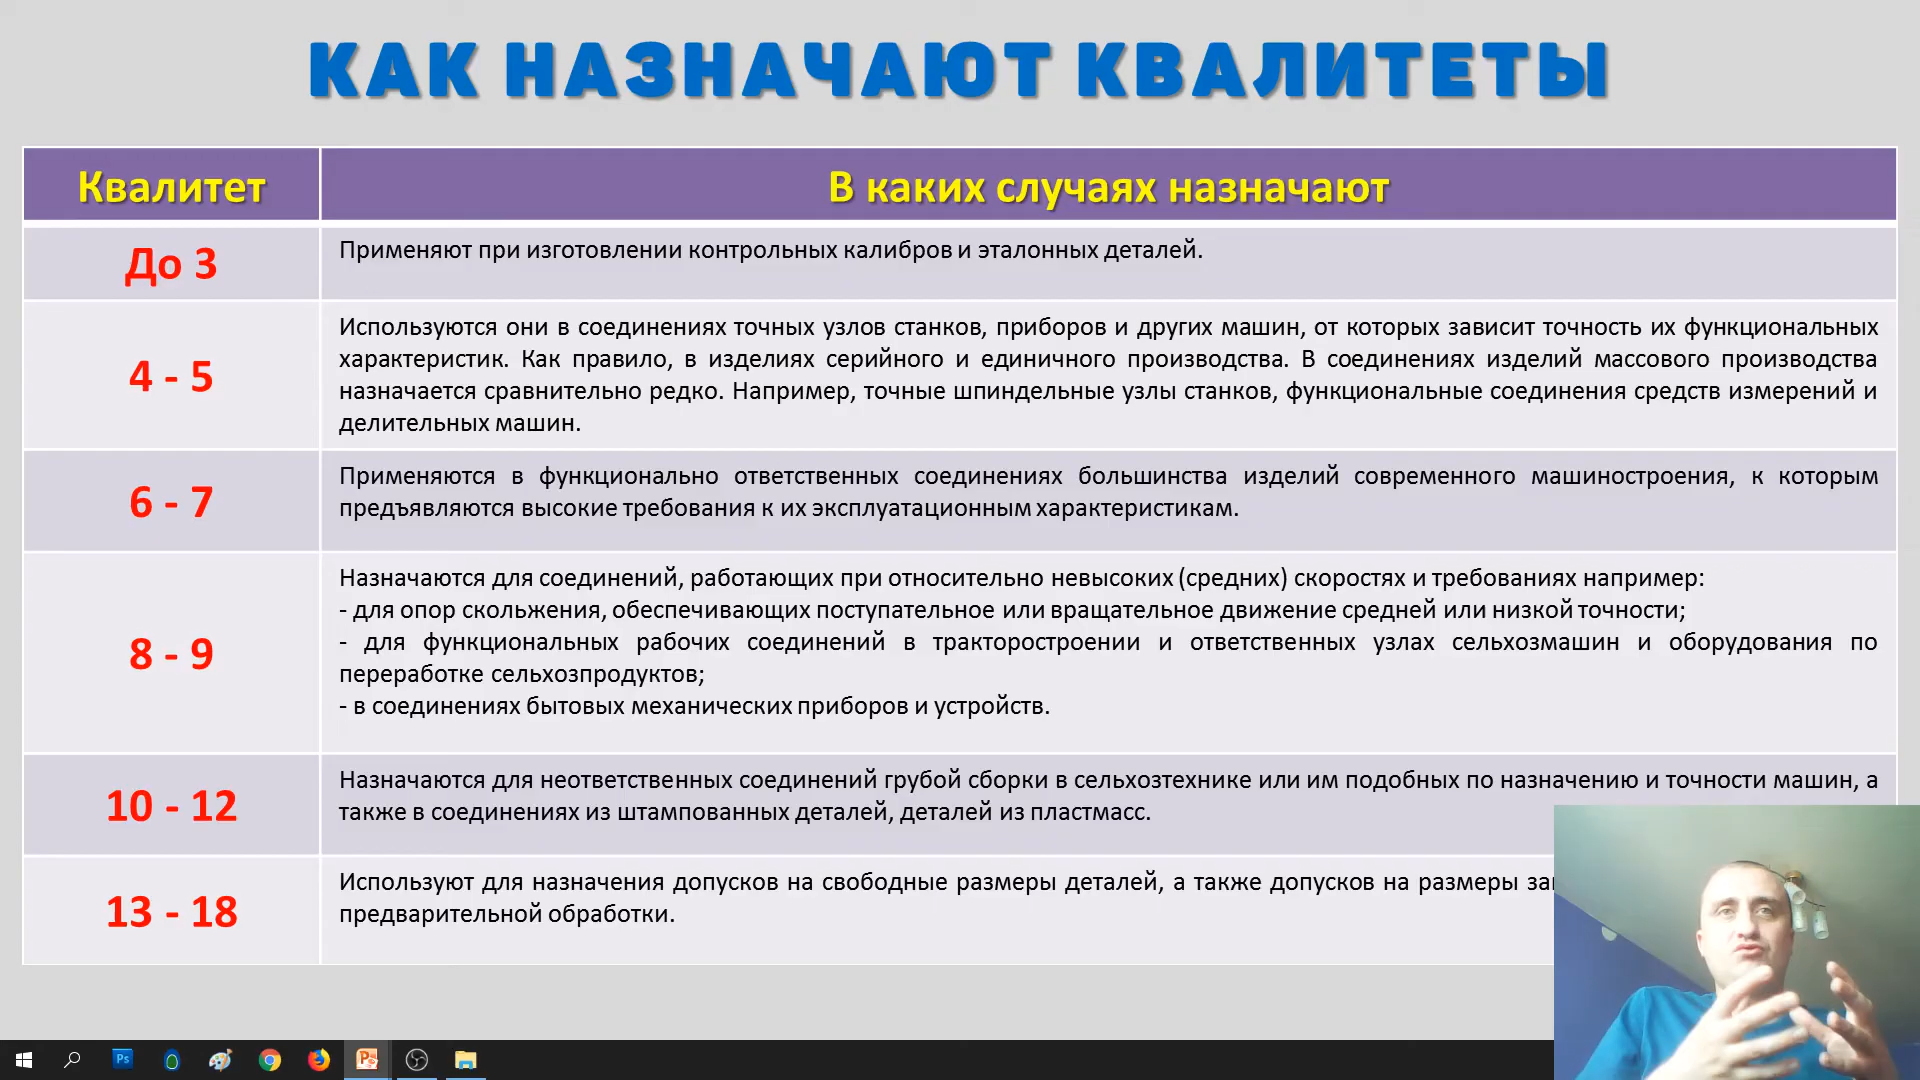 КАК НАЗНАЧАЮТ КВАЛИТЕТЫ
Квалитет
В каких случаях назначают
До 3
Применяют при изготовлении контрольных калибров и эталонных деталей.
4 - 5
Используются они в соединениях точных узлов станков, приборов и других машин, от которых зависит точность их функциональных
характеристик. Как правило, в изделиях серийного и единичного производства. В соединениях изделий массового производства
назначается сравнительно редко. Например, точные шпиндельные узлы станков, функциональные соединения средств измерений и
делительных машин.
6 - 7
Применяются в функционально ответственных соединениях большинства изделий современного машиностроения, к которым
предъявляются высокие требования к их эксплуатационным характеристикам.
8 - 9
Назначаются для соединений, работающих при относительно невысоких (средних) скоростях и требованиях например:
- для опор скольжения, обеспечивающих поступательное или вращательное движение средней или низкой точности;
- для функциональных рабочих соединений в тракторостроении и ответственных узлах сельхозмашин и оборудования по
переработке сельхозпродуктов;
- в соединениях бытовых механических приборов и устройств.
10 - 12
Назначаются для неответственных соединений грубой сборки в сельхозтехнике или им подобных по назначению и точности машин, а
также в соединениях из штампованных деталей, деталей из пластмасс.
13 - 18
Используют для назначения допусков на свободные размеры деталей, а также допусков на размеры
предварительной обработки.
Ps